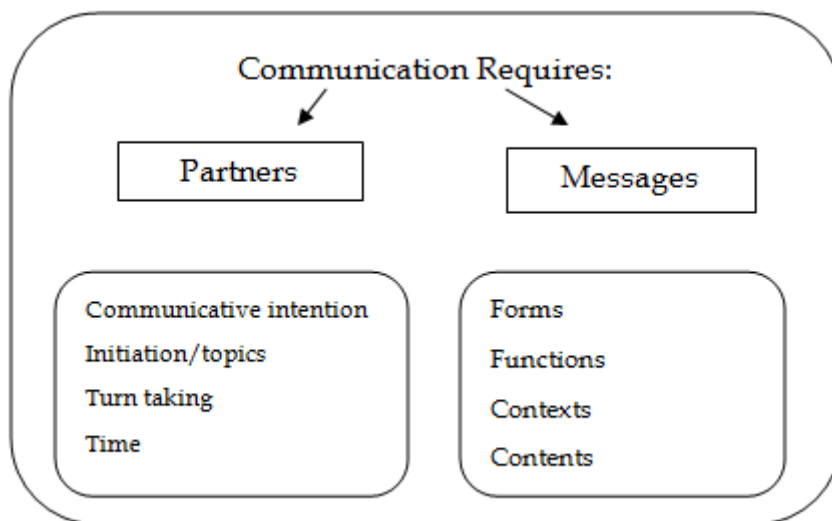 Communication Requires:
Partners
Messages
Communicative intention
Initiation/topics
Turn taking
Time
Forms
Functions
Contexts
Contents